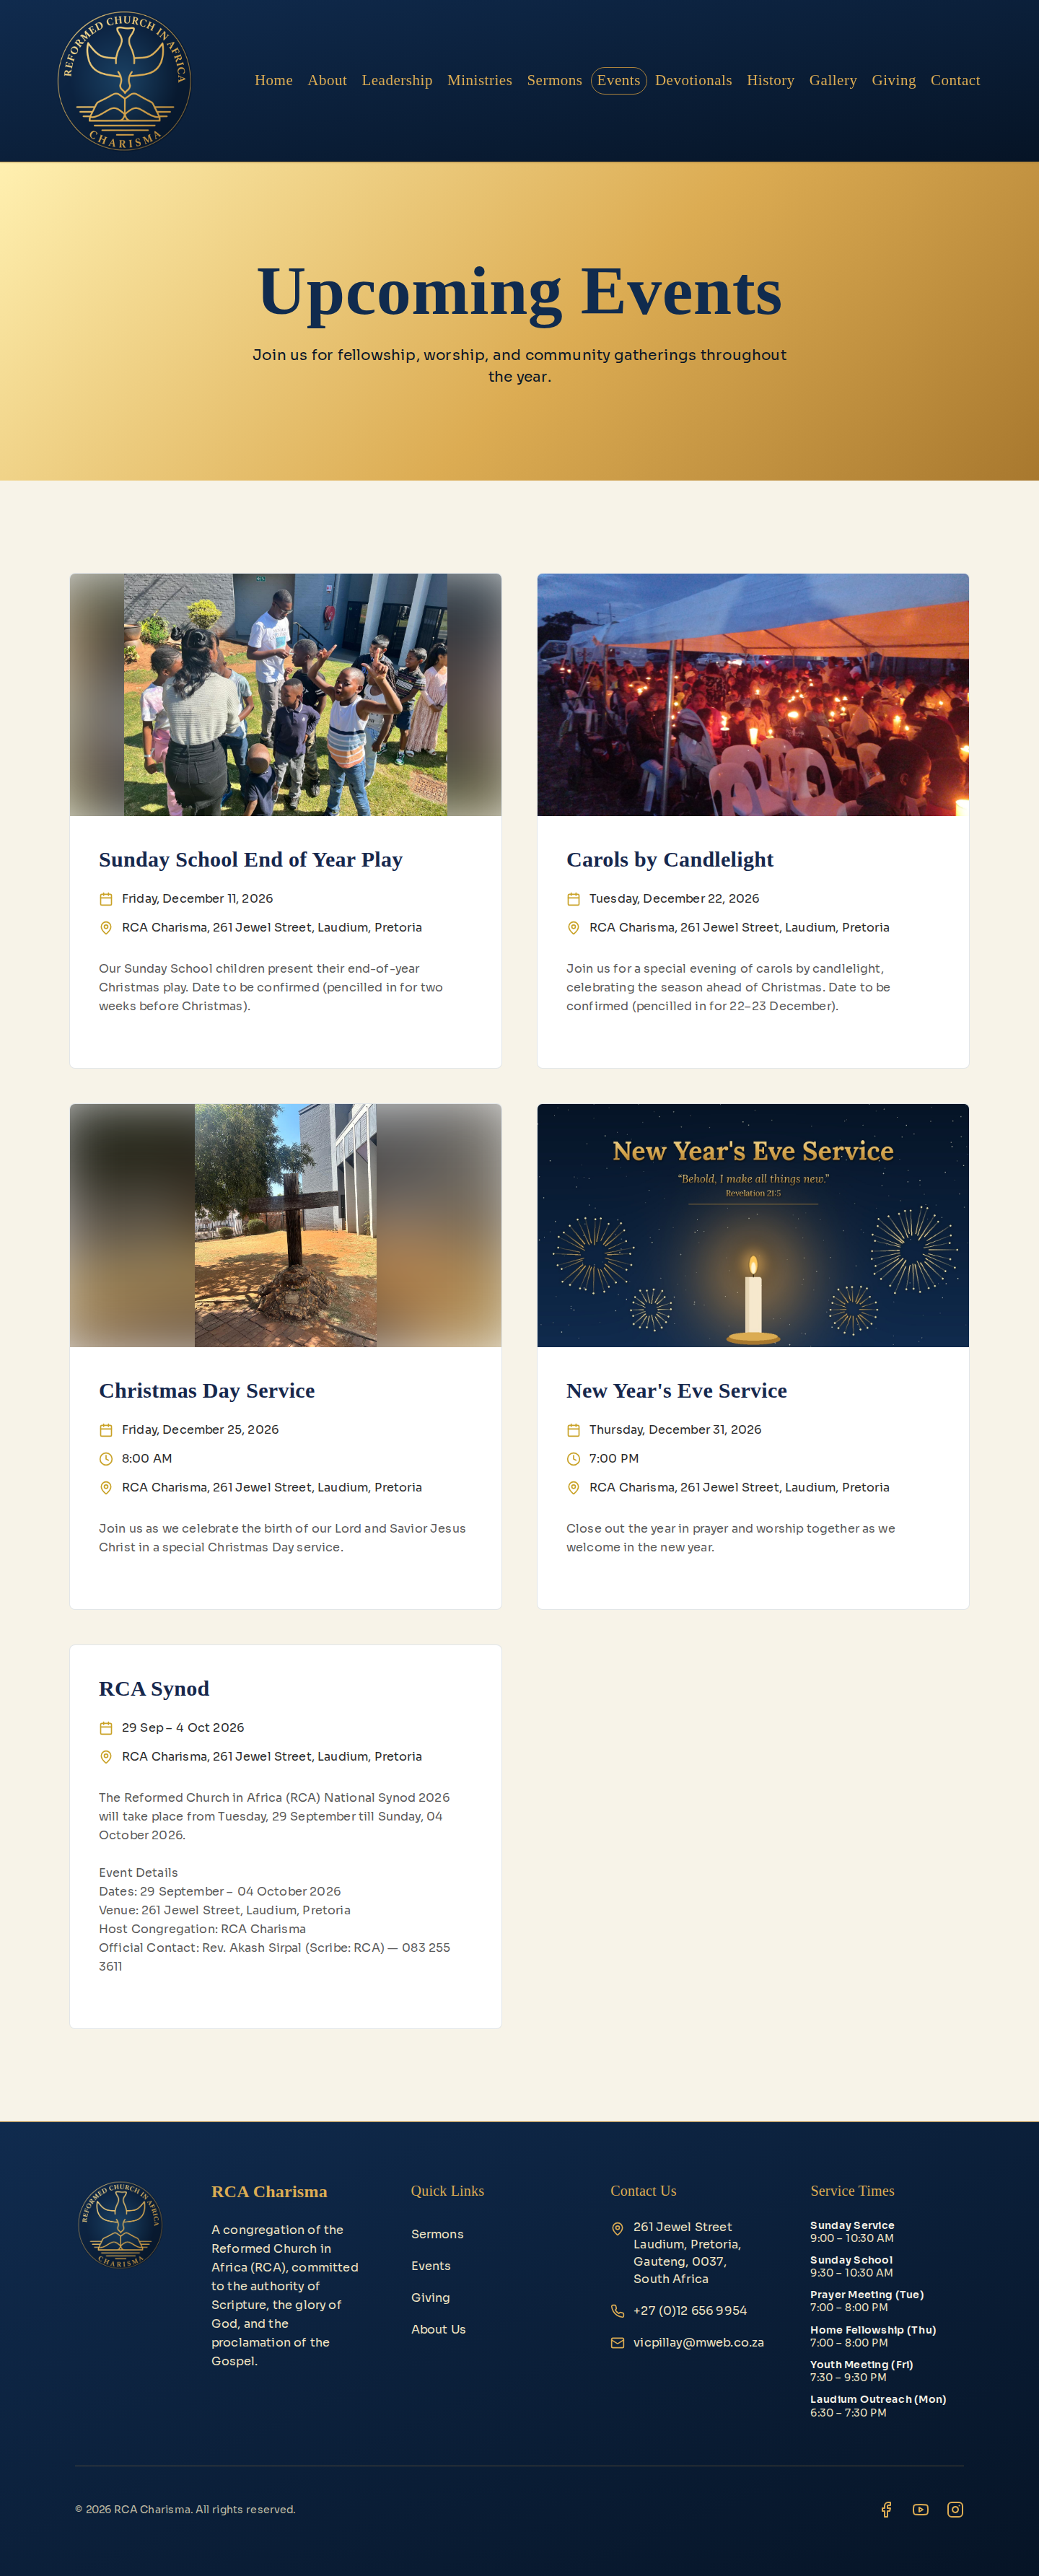 REFORMED CHURCH IN AFRICA
CHARISMA
Home About Leadership Ministries Sermons Events Devotionals History Gallery Giving Contact
Upcoming Events
Join us for fellowship, worship, and community gatherings throughout
the year.
Sunday School End of Year Play
Friday, December 11, 2026
RCA Charisma, 261 Jewel Street, Laudium, Pretoria
Our Sunday School children present their end-of-year
Christmas play. Date to be confirmed (pencilled in for two
weeks before Christmas).
Carols by Candlelight
Tuesday, December 22, 2026
RCA Charisma, 261 Jewel Street, Laudium, Pretoria
Join us for a special evening of carols by candlelight,
celebrating the season ahead of Christmas. Date to be
confirmed (pencilled in for 22–23 December).
Christmas Day Service
Friday, December 25, 2026
8:00 AM
RCA Charisma, 261 Jewel Street, Laudium, Pretoria
Join us as we celebrate the birth of our Lord and Savior Jesus
Christ in a special Christmas Day service.
New Year's Eve Service
“Behold, I make all things new.”
Revelation 21:5
New Year's Eve Service
Thursday, December 31, 2026
7:00 PM
RCA Charisma, 261 Jewel Street, Laudium, Pretoria
Close out the year in prayer and worship together as we
welcome in the new year.
RCA Synod
29 Sep – 4 Oct 2026
RCA Charisma, 261 Jewel Street, Laudium, Pretoria
The Reformed Church in Africa (RCA) National Synod 2026
will take place from Tuesday, 29 September till Sunday, 04
October 2026.
Event Details
Dates: 29 September – 04 October 2026
Venue: 261 Jewel Street, Laudium, Pretoria
Host Congregation: RCA Charisma
Official Contact: Rev. Akash Sirpal (Scribe: RCA) — 083 255
3611
REFORMED CHURCH IN AFRICA
CHARISMA
RCA Charisma
A congregation of the
Reformed Church in
Africa (RCA), committed
to the authority of
Scripture, the glory of
God, and the
proclamation of the
Gospel.
Quick Links
Sermons
Events
Giving
About Us
Contact Us
261 Jewel Street
Laudium, Pretoria,
Gauteng, 0037,
South Africa
+27 (0)12 656 9954
vicpillay@mweb.co.za
Service Times
Sunday Service
9:00 – 10:30 AM
Sunday School
9:30 – 10:30 AM
Prayer Meeting (Tue)
7:00 – 8:00 PM
Home Fellowship (Thu)
7:00 – 8:00 PM
Youth Meeting (Fri)
7:30 – 9:30 PM
Laudium Outreach (Mon)
6:30 – 7:30 PM
© 2026 RCA Charisma. All rights reserved.